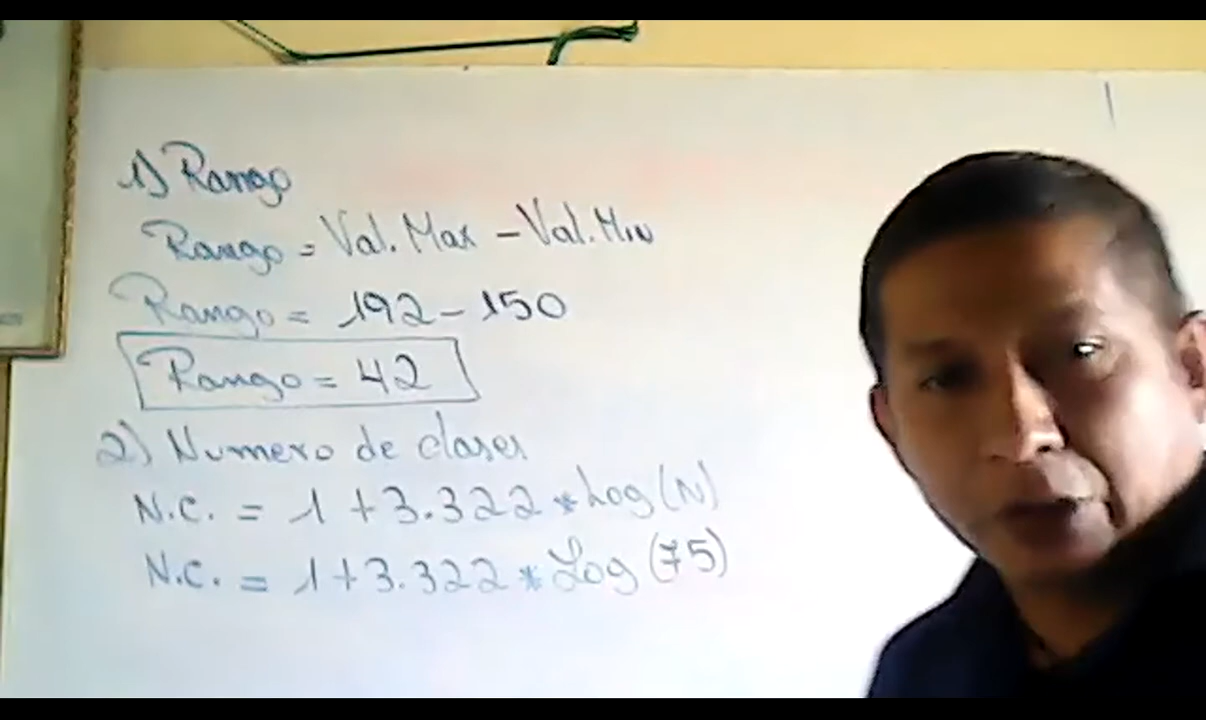 1) Rango
Rango = Val. Max - Val. Min
Rango = 192 - 150
Rango = 42
2) Numero de clases
N.C. = 1 + 3.322 * Log (N)
N.C. = 1 + 3.322 * Log (75)